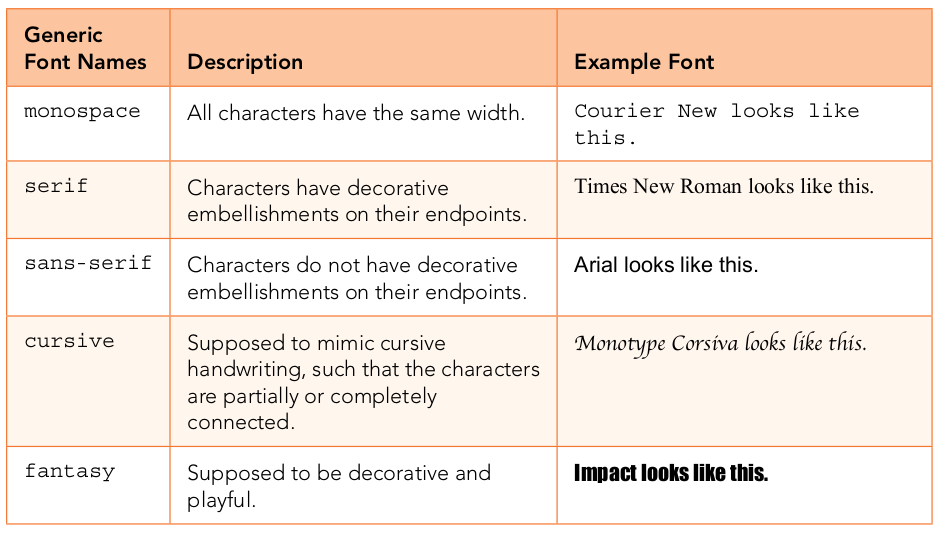 Generic
Font Names
Description
Example Font
monospace
All characters have the same width.
Courier New looks like
this.
serif
Characters have decorative
embellishments on their endpoints.
Times New Roman looks like this.
sans-serif
Characters do not have decorative
embellishments on their endpoints.
Arial looks like this.
cursive
Supposed to mimic cursive
handwriting, such that the characters
are partially or completely
connected.
Monotype Corsiva looks like this.
fantasy
Supposed to be decorative and
playful.
Impact looks like this.